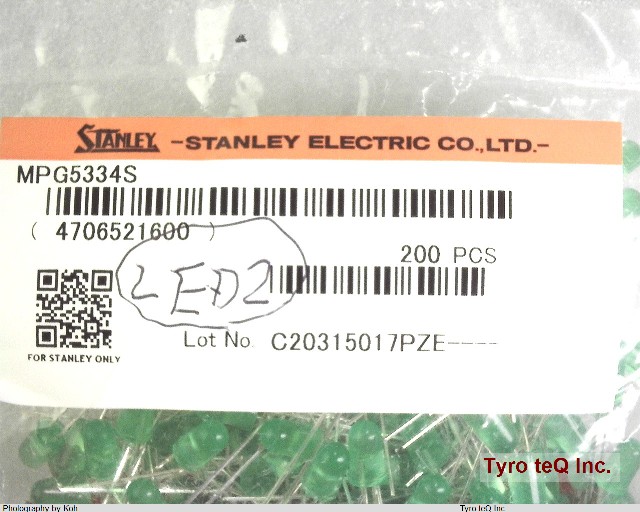 STANLEY -STANLEY ELECTRIC CO.,LTD.-
MPG5334S
( 4706521600 )
200 PCS
LED2
FOR STANLEY ONLY
Lot No. C20315017PZE----
Tyro teQ Inc.
Photography by Koh
Tyro teQ Inc